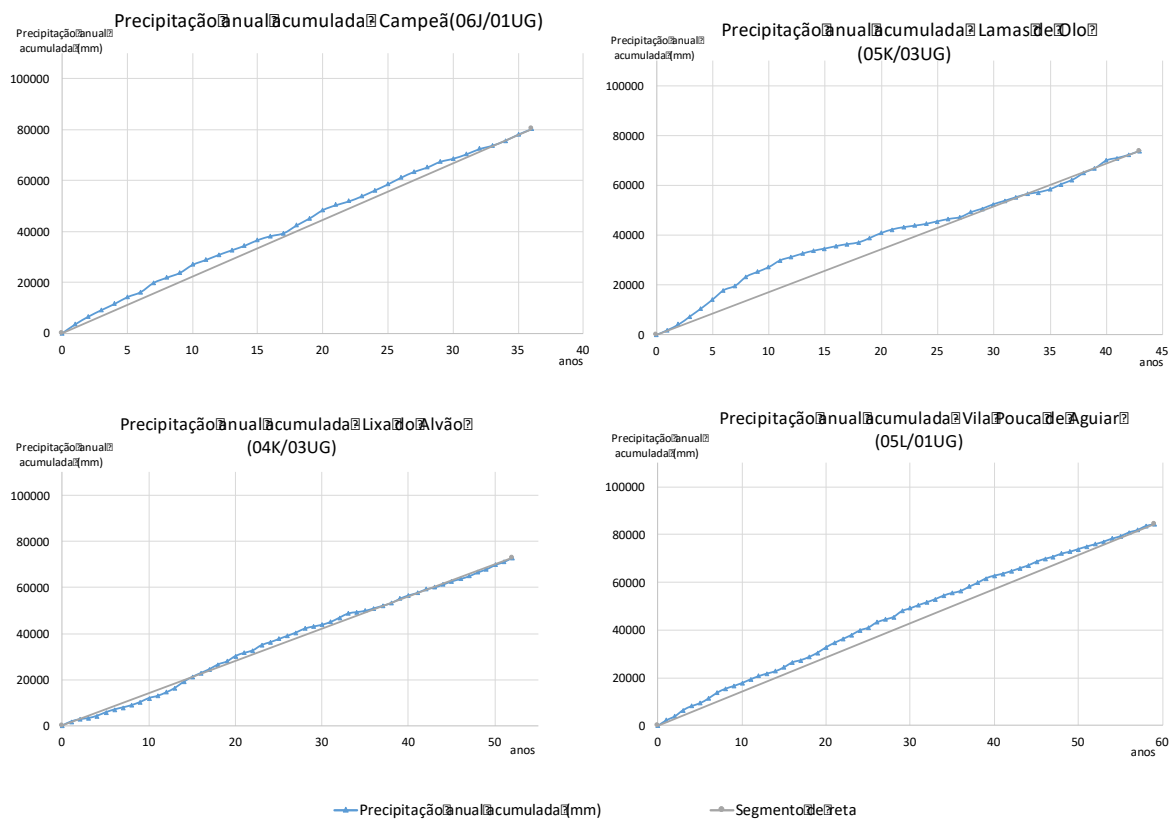 Precipitação anual acumulada - Campeã(06J/01UG)
Precipitação anual
acumulada (mm)
100000
80000
60000
40000
20000
0
0 5 10 15 20 25 30 35 40
anos
Precipitação anual acumulada - Lamas de Olo
(05K/03UG)
Precipitação anual
acumulada (mm)
100000
80000
60000
40000
20000
0
0 5 10 15 20 25 30 35 40 45
anos
Precipitação anual acumulada - Lixa do Alvão
(04K/03UG)
Precipitação anual
acumulada (mm)
100000
80000
60000
40000
20000
0
0 10 20 30 40 50
anos
Precipitação anual acumulada - Vila Pouca de Aguiar
(05L/01UG)
Precipitação anual
acumulada (mm)
100000
80000
60000
40000
20000
0
0 10 20 30 40 50 60
anos
Precipitação anual acumulada (mm) Segmento de reta